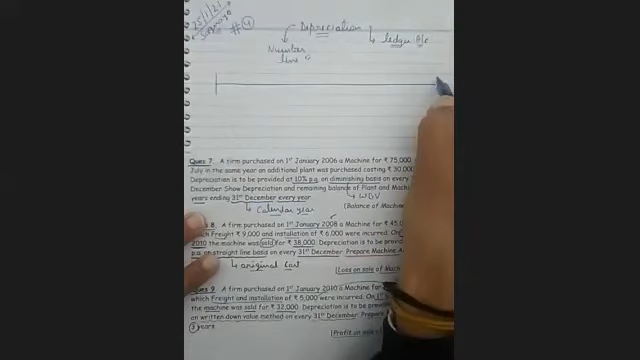 25/1/21
#4
Depreciation
ledger A/c
Number
line
Ques 7. A firm purchased on 1st January 2006 a Machine for ₹ 75,000
July in the same year an additional plant was purchased costing ₹ 30,000
Depreciation is to be provided at 10% p.a. on diminishing basis on every
December Show Depreciation and remaining balance of Plant and Machi
years ending 31st December every year
WDV
Calendar year
(Balance of Machine
s 8. A firm purchased on 1st January 2008 a Machine for ₹ 45,0
which Freight ₹ 9,000 and installation of ₹ 6,000 were incurred. On
2010 the machine was sold for ₹ 38,000. Depreciation is to be provid
p.a. on straight line basis on every 31st December. Prepare Machine A
original Cost
(Loss on sale of Mach
Ques 9. A firm purchased on 1st January 2010 a Machine for
which Freight and installation of ₹ 5,000 were incurred. On 1st
the machine was sold for ₹ 32,000. Depreciation is to be provide
on written down value method on every 31st December. Prepare
3 years
(Profit on sale